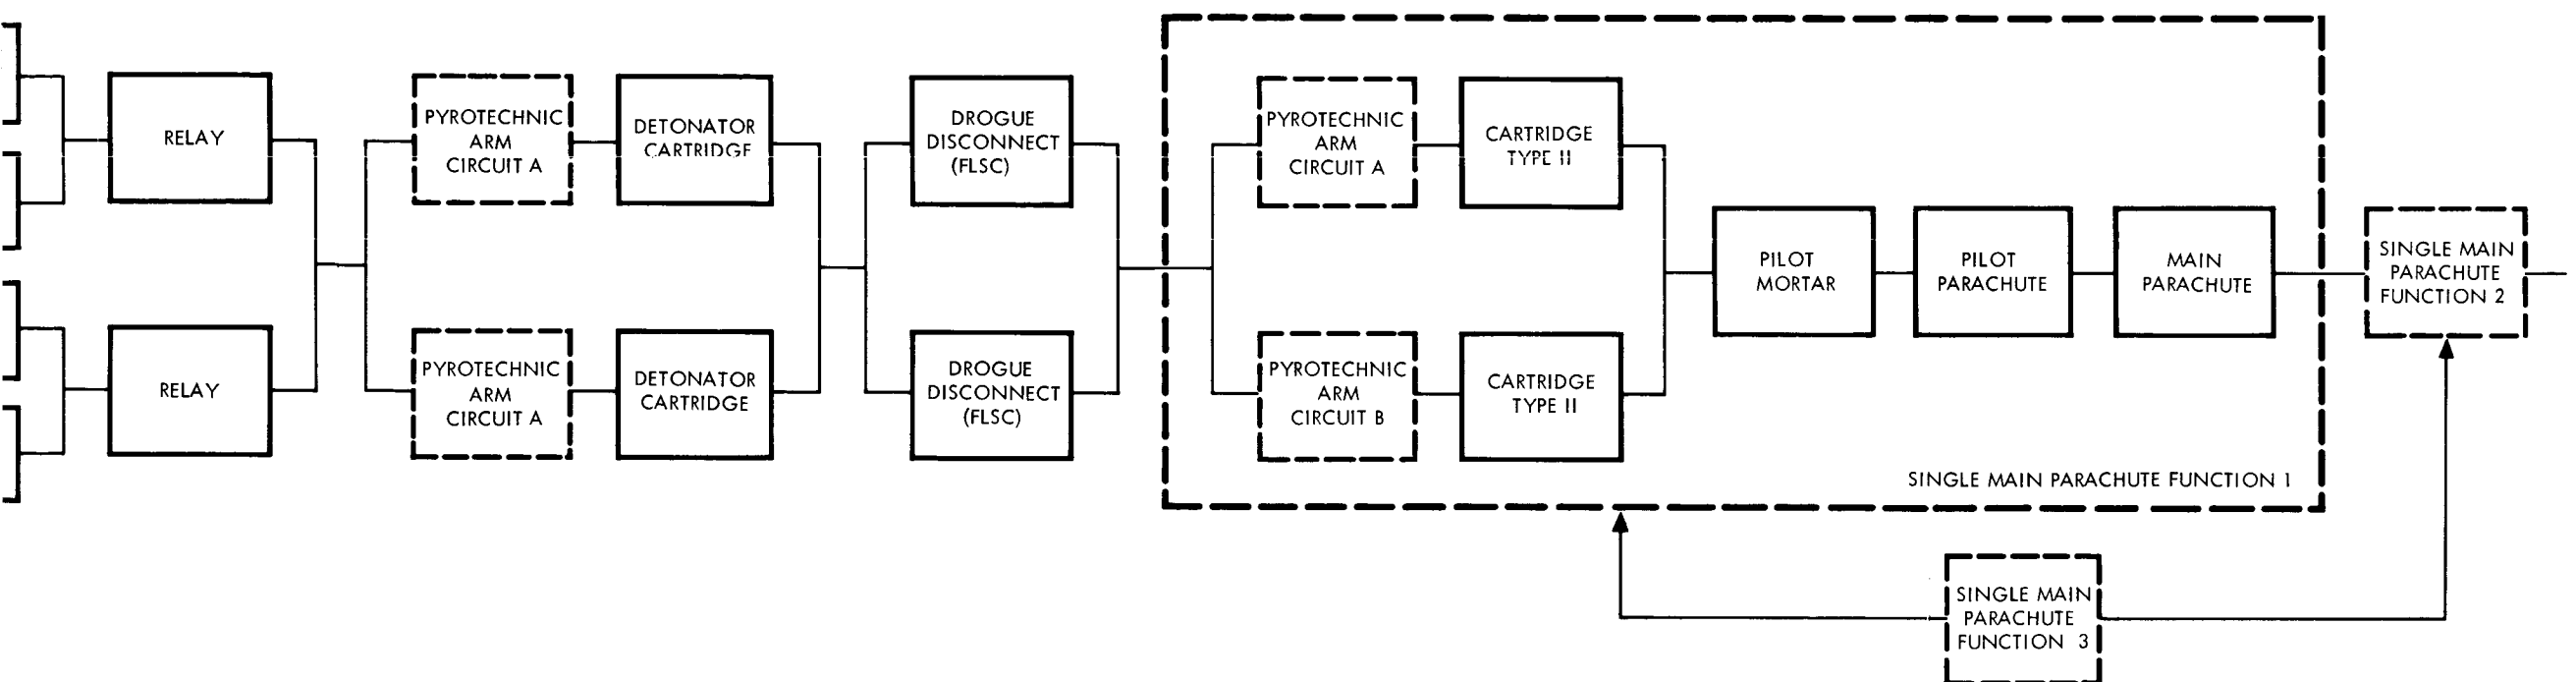 RELAY
PYROTECHNIC
ARM
CIRCUIT A
DETONATOR
CARTRIDGE
DROGUE
DISCONNECT
(FLSC)
PYROTECHNIC
ARM
CIRCUIT A
CARTRIDGE
TYPE II
PILOT
MORTAR
PILOT
PARACHUTE
MAIN
PARACHUTE
SINGLE MAIN
PARACHUTE
FUNCTION 2
RELAY
PYROTECHNIC
ARM
CIRCUIT A
DETONATOR
CARTRIDGE
DROGUE
DISCONNECT
(FLSC)
PYROTECHNIC
ARM
CIRCUIT B
CARTRIDGE
TYPE II
SINGLE MAIN PARACHUTE FUNCTION 1
SINGLE MAIN
PARACHUTE
FUNCTION 3